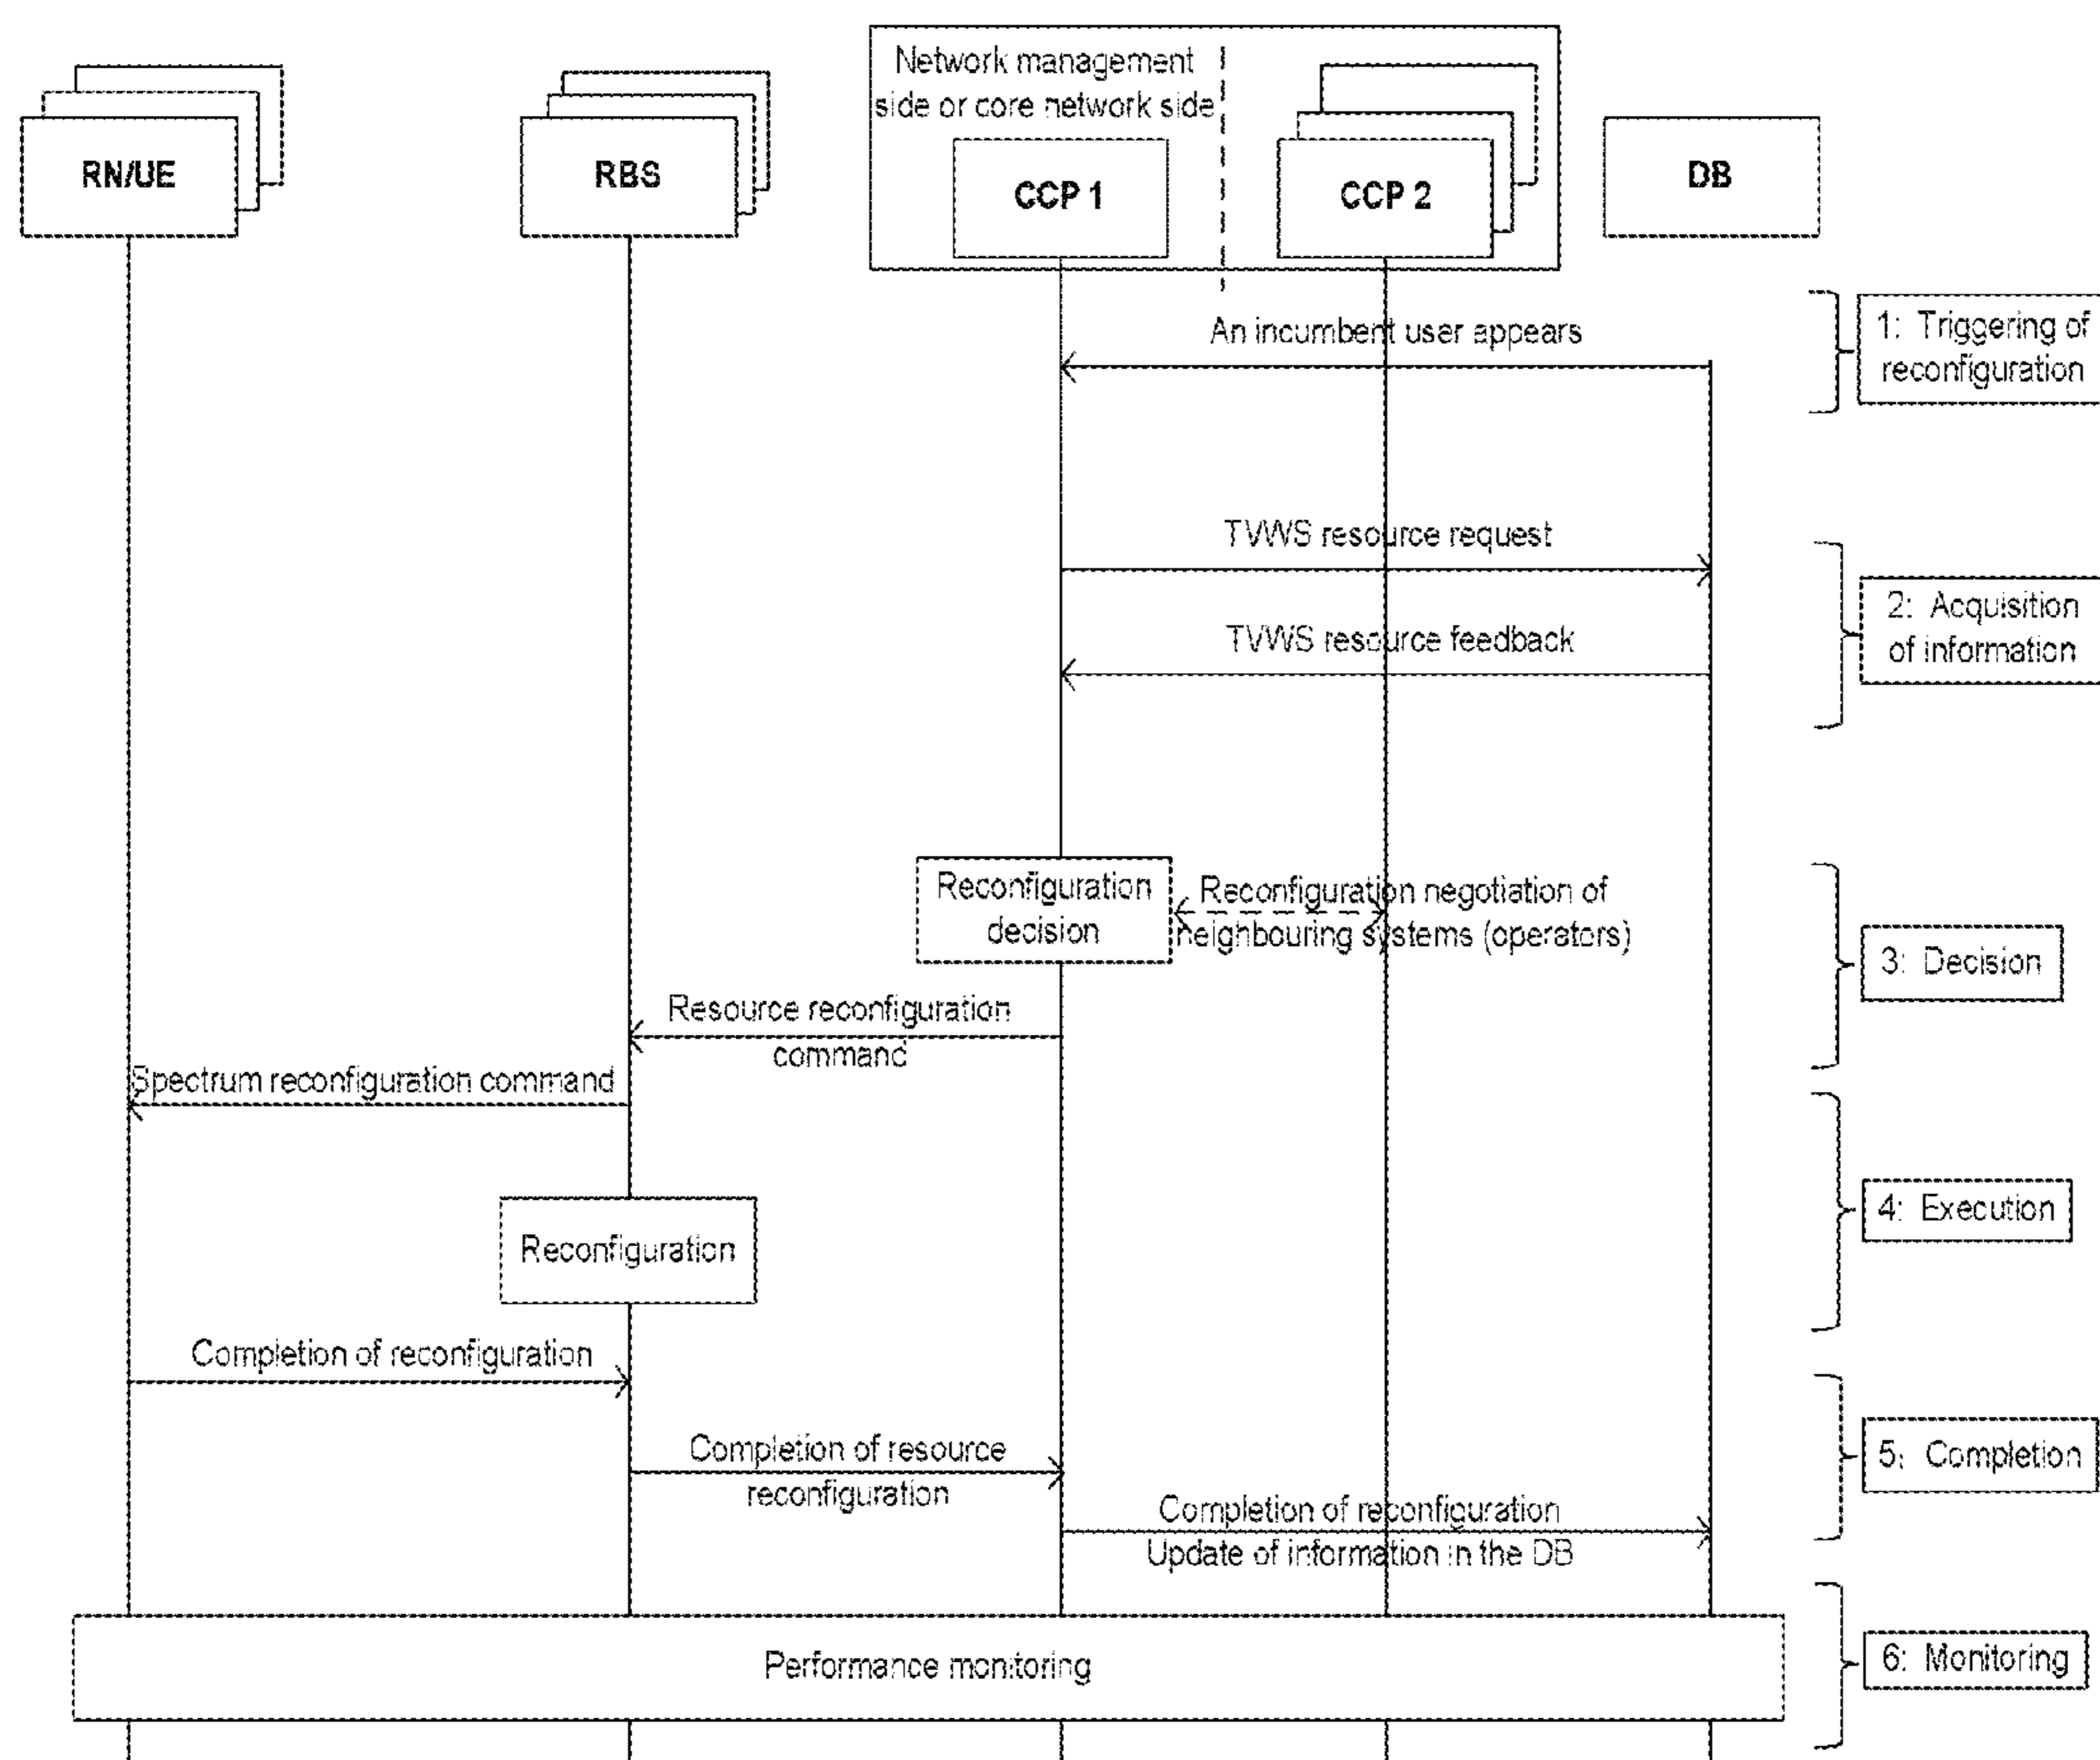 Network management
side or core network side
RN/UE
RBS
CCP 1
CCP 2
DB
An incumbent user appears
1: Triggering of
reconfiguration
TVWS resource request
2: Acquisition
of information
TVWS resource feedback
Reconfiguration
decision
Reconfiguration negotiation of
neighbouring systems (operators)
3: Decision
Resource reconfiguration
command
Spectrum reconfiguration command
4: Execution
Reconfiguration
Completion of reconfiguration
Completion of resource
reconfiguration
5: Completion
Completion of reconfiguration
Update of information in the DB
Performance monitoring
6: Monitoring